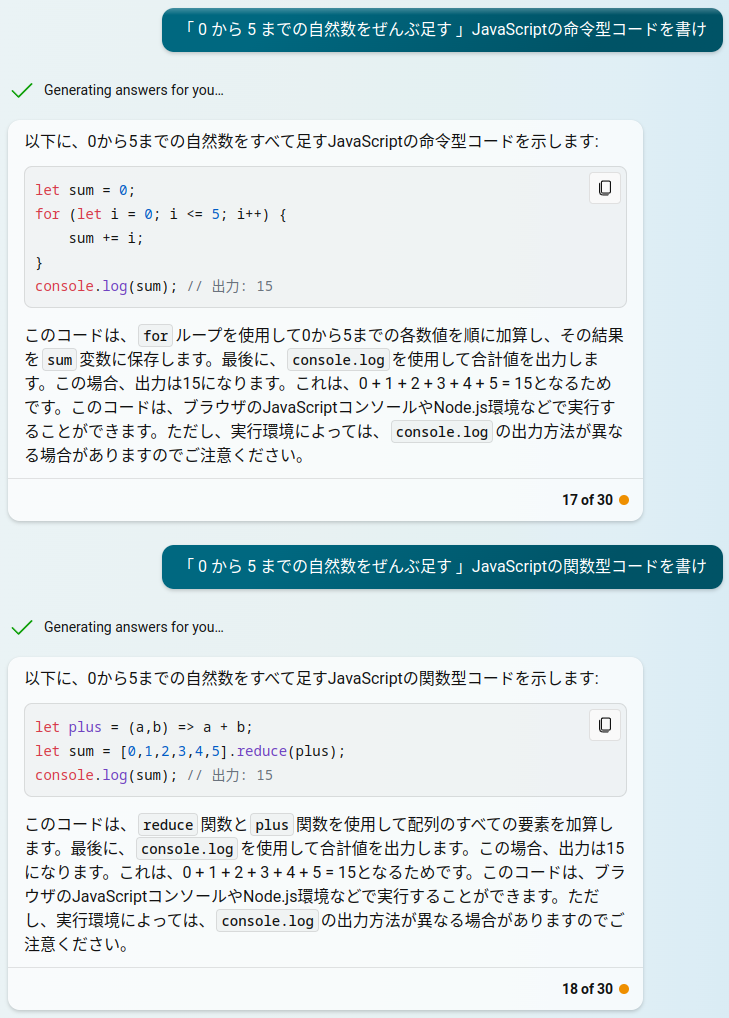 「 0 から 5 までの自然数をぜんぶ足す 」JavaScriptの命令型コードを書け
Generating answers for you…
以下に、0から5までの自然数をすべて足すJavaScriptの命令型コードを示します:
let sum = 0;
for (let i = 0; i <= 5; i++) {
    sum += i;
}
console.log(sum); // 出力: 15
このコードは、 for ループを使用して0から5までの各数値を順に加算し、その結果
を sum 変数に保存します。最後に、 console.log を使用して合計値を出力しま
す。この場合、出力は15になります。これは、0 + 1 + 2 + 3 + 4 + 5 = 15となるため
です。このコードは、ブラウザのJavaScriptコンソールやNode.js環境などで実行す
ることができます。ただし、実行環境によっては、 console.log の出力方法が異な
る場合がありますのでご注意ください。
17 of 30
「 0 から 5 までの自然数をぜんぶ足す 」JavaScriptの関数型コードを書け
Generating answers for you…
以下に、0から5までの自然数をすべて足すJavaScriptの関数型コードを示します:
let plus = (a,b) => a + b;
let sum = [0,1,2,3,4,5].reduce(plus);
console.log(sum); // 出力: 15
このコードは、 reduce 関数と plus 関数を使用して配列のすべての要素を加算し
ます。最後に、 console.log を使用して合計値を出力します。この場合、出力は15
になります。これは、0 + 1 + 2 + 3 + 4 + 5 = 15となるためです。このコードは、ブラ
ウザのJavaScriptコンソールやNode.js環境などで実行することができます。ただ
し、実行環境によっては、 console.log の出力方法が異なる場合がありますのでご
注意ください。
18 of 30